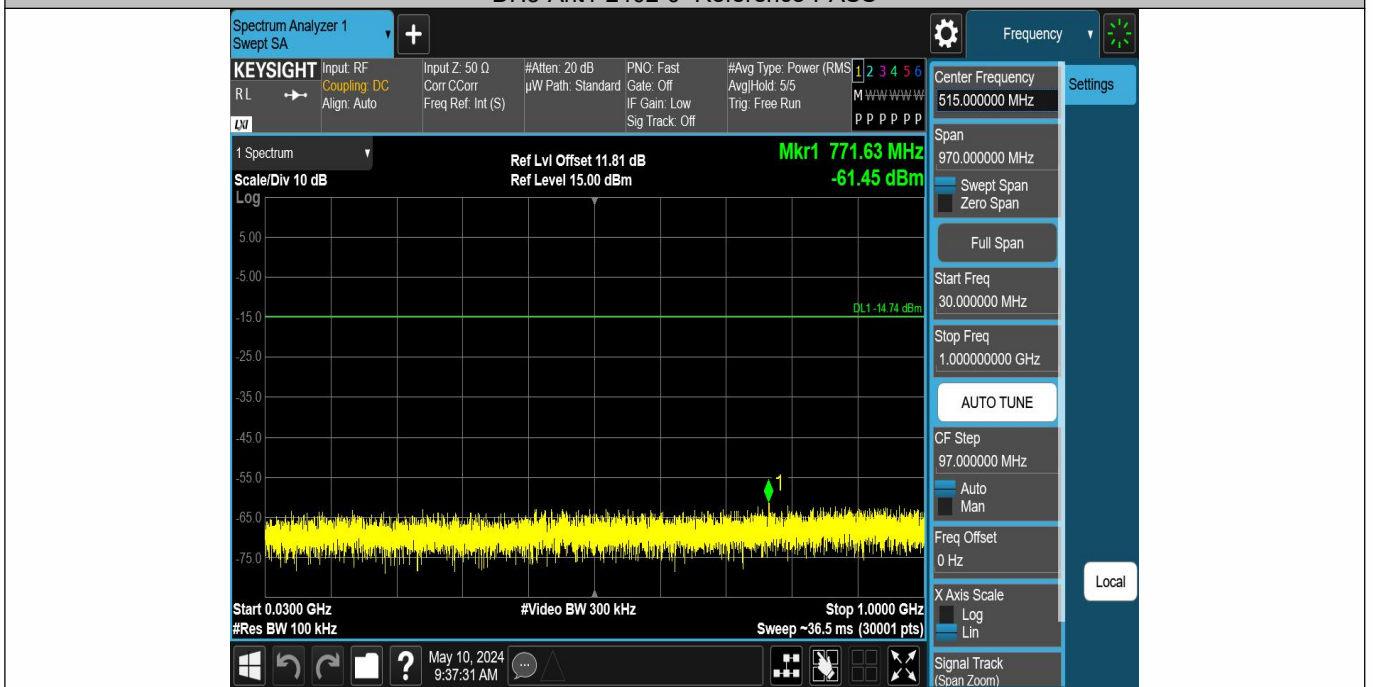 Spectrum Analyzer 1
Swept SA
+
Frequency
KEYSIGHT
RL
LXI
Input: RF
Coupling: DC
Align: Auto
Input Z: 50 Ω
Corr CCorr
Freq Ref: Int (S)
#Atten: 20 dB
µW Path: Standard
PNO: Fast
Gate: Off
IF Gain: Low
Sig Track: Off
#Avg Type: Power (RMS
Avg|Hold: 5/5
Trig: Free Run
1 2 3 4 5 6
M W W W W W
P P P P P P
1 Spectrum
Scale/Div 10 dB
Log
Ref Lvl Offset 11.81 dB
Ref Level 15.00 dBm
Mkr1 771.63 MHz
-61.45 dBm
5.00
-5.00
-15.0
-25.0
-35.0
-45.0
-55.0
-65.0
-75.0
DL1 -14.74 dBm
1
Start 0.0300 GHz
#Res BW 100 kHz
#Video BW 300 kHz
Stop 1.0000 GHz
Sweep ~36.5 ms (30001 pts)
Center Frequency
515.000000 MHz
Span
970.000000 MHz
Swept Span
Zero Span
Full Span
Start Freq
30.000000 MHz
Stop Freq
1.000000000 GHz
AUTO TUNE
CF Step
97.000000 MHz
Auto
Man
Freq Offset
0 Hz
X Axis Scale
Log
Lin
Signal Track
(Span Zoom)
Settings
Local
?
May 10, 2024
9:37:31 AM